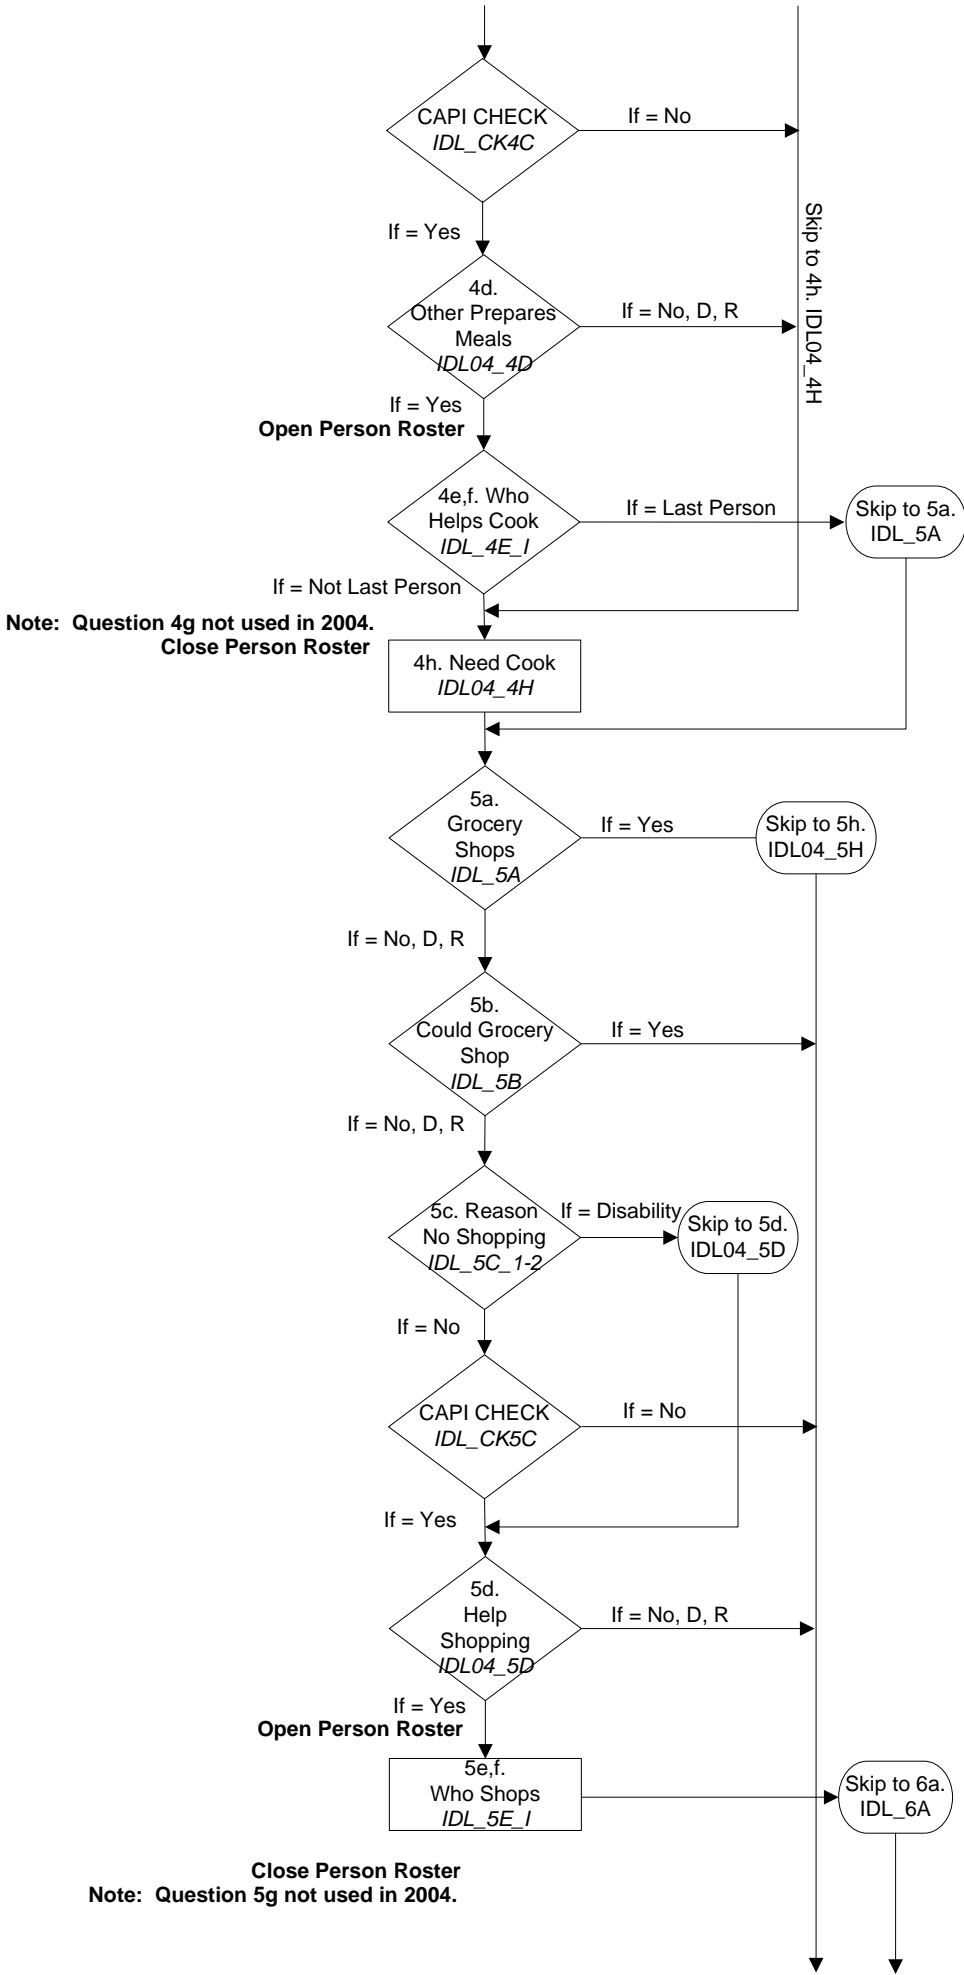 CAPI CHECK
IDL_CK4C
If = No
If = Yes
Skip to 4h. IDL04_4H
4d.
Other Prepares
Meals
IDL04_4D
If = No, D, R
If = Yes
Open Person Roster
4e,f. Who
Helps Cook
IDL_4E_I
If = Last Person
Skip to 5a.
IDL_5A
If = Not Last Person
Note:  Question 4g not used in 2004.
Close Person Roster
4h. Need Cook
IDL04_4H
5a.
Grocery
Shops
IDL_5A
If = Yes
Skip to 5h.
IDL04_5H
If = No, D, R
5b.
Could Grocery
Shop
IDL_5B
If = Yes
If = No, D, R
5c. Reason
No Shopping
IDL_5C_1-2
If = Disability
Skip to 5d.
IDL04_5D
If = No
CAPI CHECK
IDL_CK5C
If = No
If = Yes
5d.
Help
Shopping
IDL04_5D
If = No, D, R
If = Yes
Open Person Roster
5e,f.
Who Shops
IDL_5E_I
Skip to 6a.
IDL_6A
Close Person Roster
Note:  Question 5g not used in 2004.